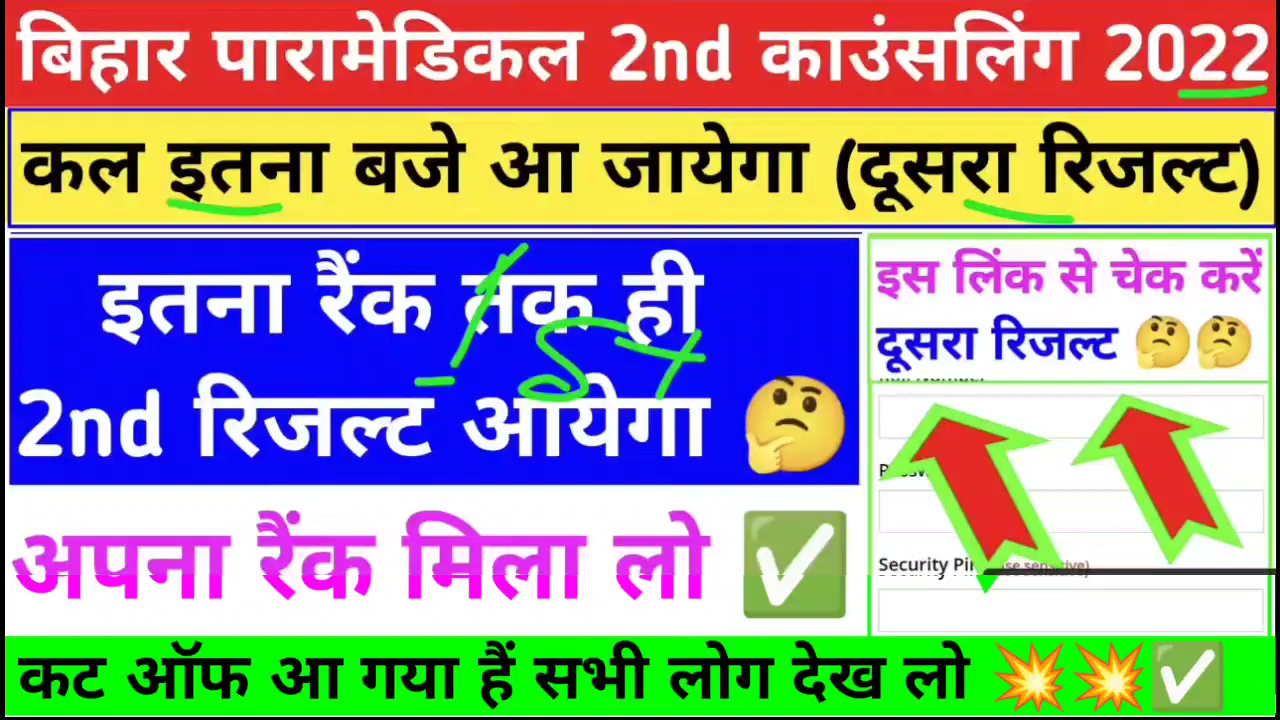 बिहार पारामेडिकल 2nd काउंसलिंग 2022
कल इतना बजे आ जायेगा (दूसरा रिजल्ट)
इतना रैंक तक ही
2nd रिजल्ट आयेगा 🤔
अपना रैंक मिला लो ✅
इस लिंक से चेक करें
दूसरा रिजल्ट 🤔🤔
Security Pin
कट ऑफ आ गया हैं सभी लोग देख लो 💥💥✅